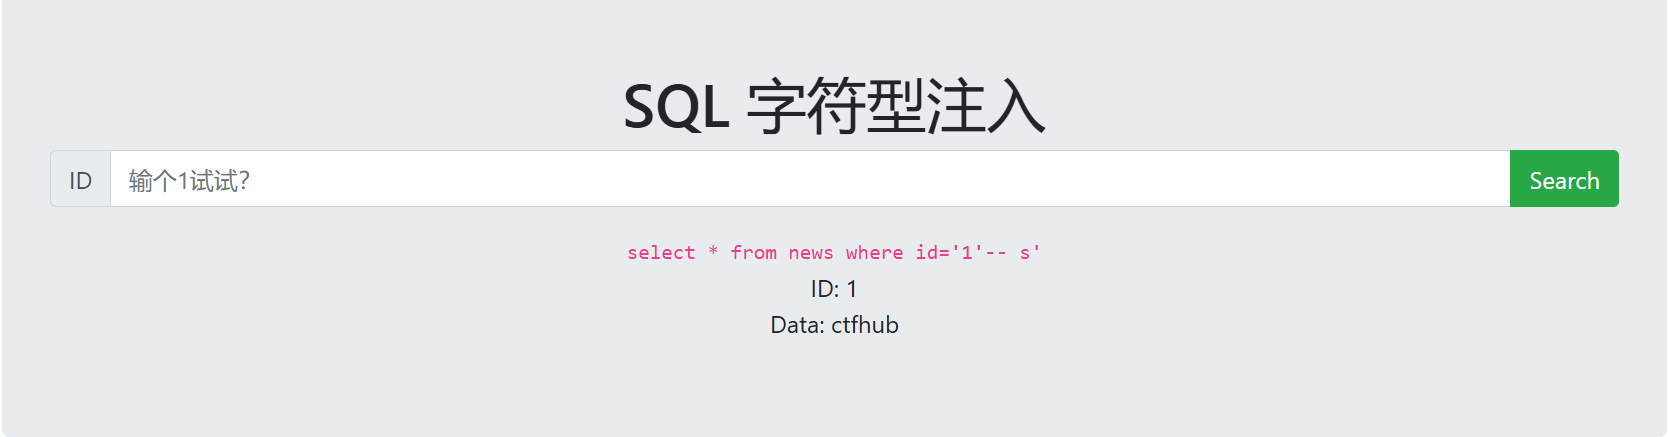 SQL 字符型注入
ID 输个1试试? Search
select * from news where id='1'-- s'
ID: 1
Data: ctfhub